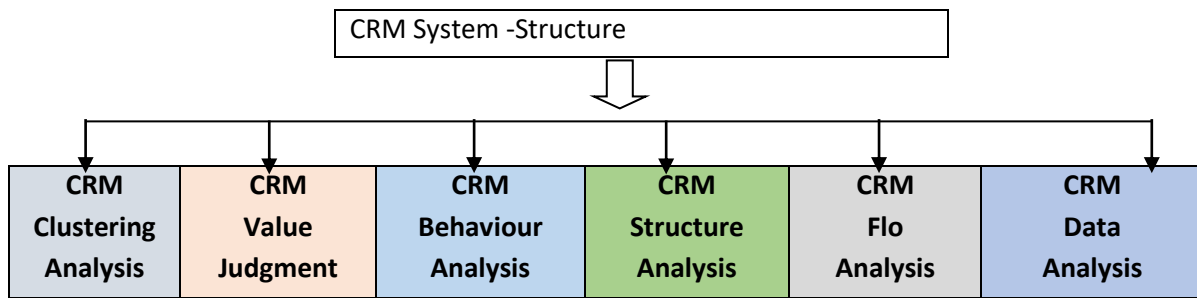 CRM System -Structure
CRM
Clustering
Analysis
CRM
Value
Judgment
CRM
Behaviour
Analysis
CRM
Structure
Analysis
CRM
Flo
Analysis
CRM
Data
Analysis